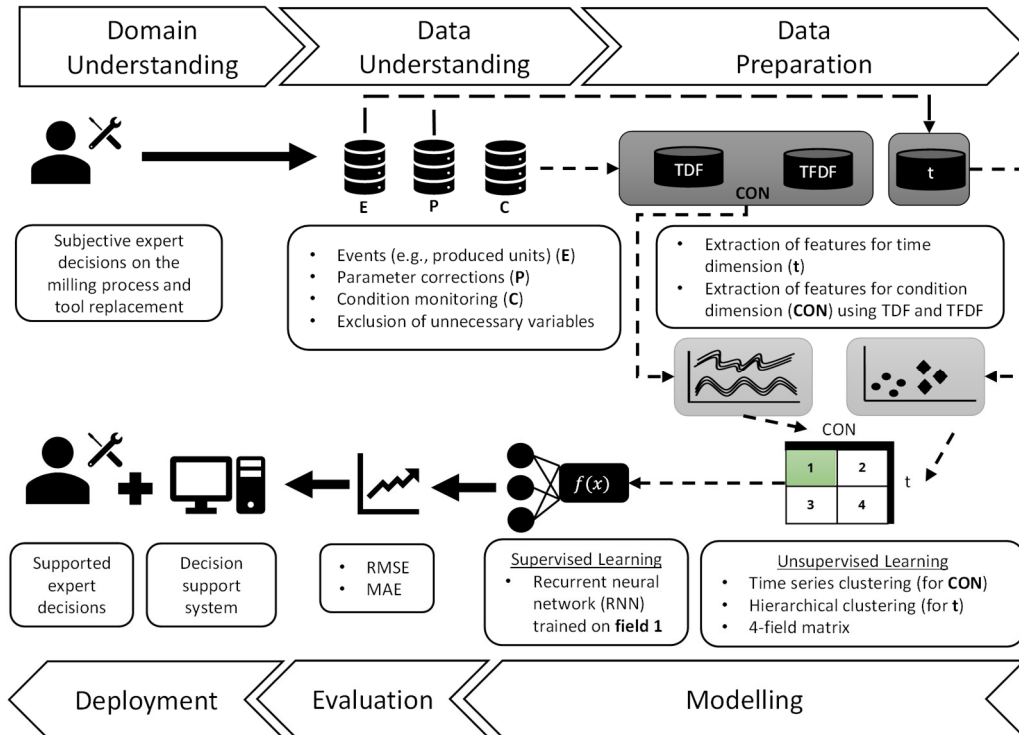 Domain
Understanding
Data
Understanding
Data
Preparation
E
P
C
TDF
TFDF
CON
t
Subjective expert
decisions on the
milling process and
tool replacement
• Events (e.g., produced units) (E)
• Parameter corrections (P)
• Condition monitoring (C)
• Exclusion of unnecessary variables
• Extraction of features for time
dimension (t)
• Extraction of features for condition
dimension (CON) using TDF and TFDF
CON
1
2
3
4
t
f(x)
Supported
expert
decisions
Decision
support
system
• RMSE
• MAE
Supervised Learning
• Recurrent neural
network (RNN)
trained on field 1
Unsupervised Learning
• Time series clustering (for CON)
• Hierarchical clustering (for t)
• 4-field matrix
Deployment
Evaluation
Modelling